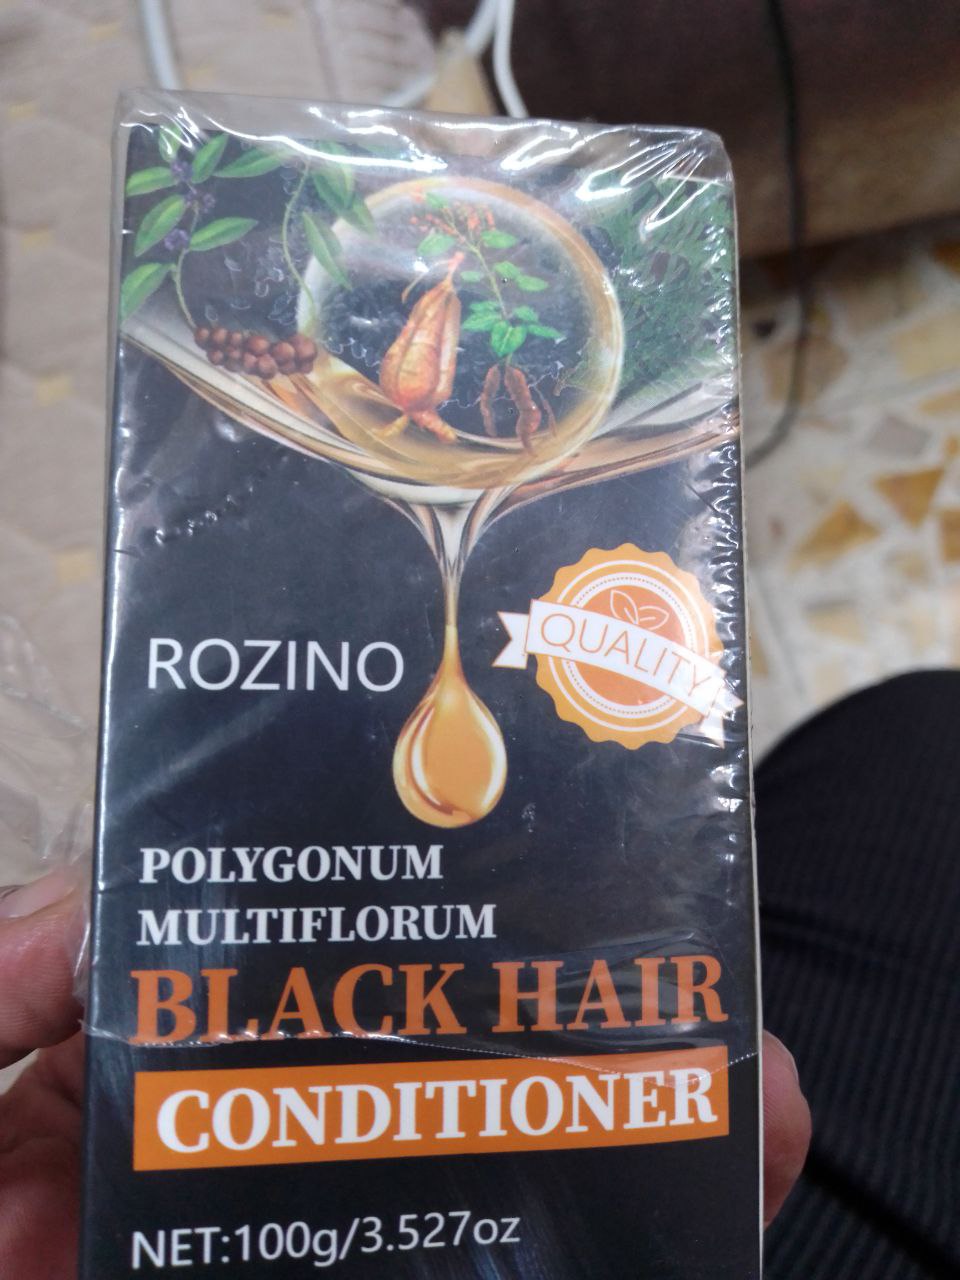 ROZINO
QUALITY
POLYGONUM
MULTIFLORUM
BLACK HAIR
CONDITIONER
NET:100g/3.527oz